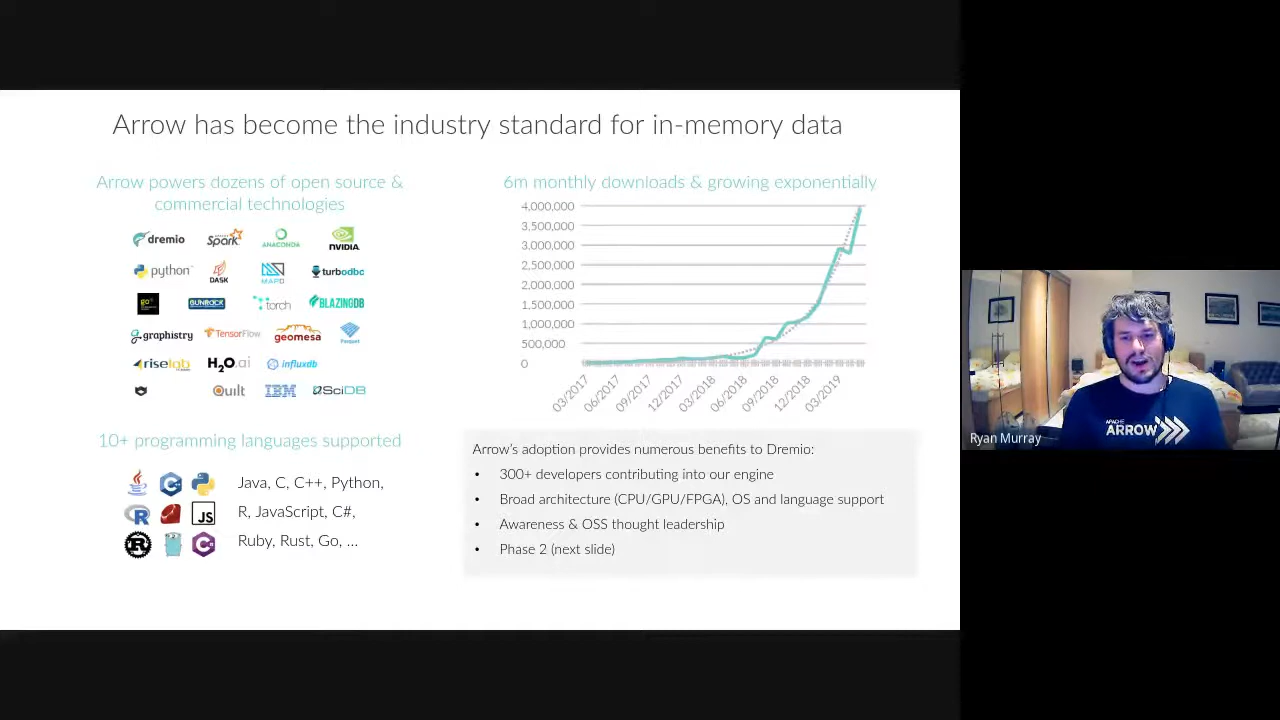 Arrow has become the industry standard for in-memory data
Arrow powers dozens of open source &
commercial technologies
dremio
APACHE
Spark
ANACONDA
NVIDIA
python
DASK
MAPD
turbodbc
go
GUNROCK
torch
BLAZINGDB
graphistry
TensorFlow
geomesa
Parquet
riselab
H2O.ai
influxdb
Quilt
IBM
SciDB
10+ programming languages supported
Java, C, C++, Python,
R, JavaScript, C#,
Ruby, Rust, Go, ...
R
JS
6m monthly downloads & growing exponentially
4,000,000
3,500,000
3,000,000
2,500,000
2,000,000
1,500,000
1,000,000
500,000
0
03/2017
06/2017
09/2017
12/2017
03/2018
06/2018
09/2018
12/2018
03/2019
Arrow's adoption provides numerous benefits to Dremio:
• 300+ developers contributing into our engine
• Broad architecture (CPU/GPU/FPGA), OS and language support
• Awareness & OSS thought leadership
• Phase 2 (next slide)
APACHE
ARROW
Ryan Murray